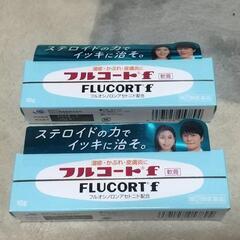 ステロイドの力で
イッキに治そ。
湿疹・かぶれ・皮膚炎に
フルコートf 軟膏
FLUCORT f
フルオシノロンアセトニド配合
10g
ステロイドの力で
イッキに治そ。
湿疹・かぶれ・皮膚炎に
フルコートf 軟膏
FLUCORT f
フルオシノロンアセトニド配合
10g